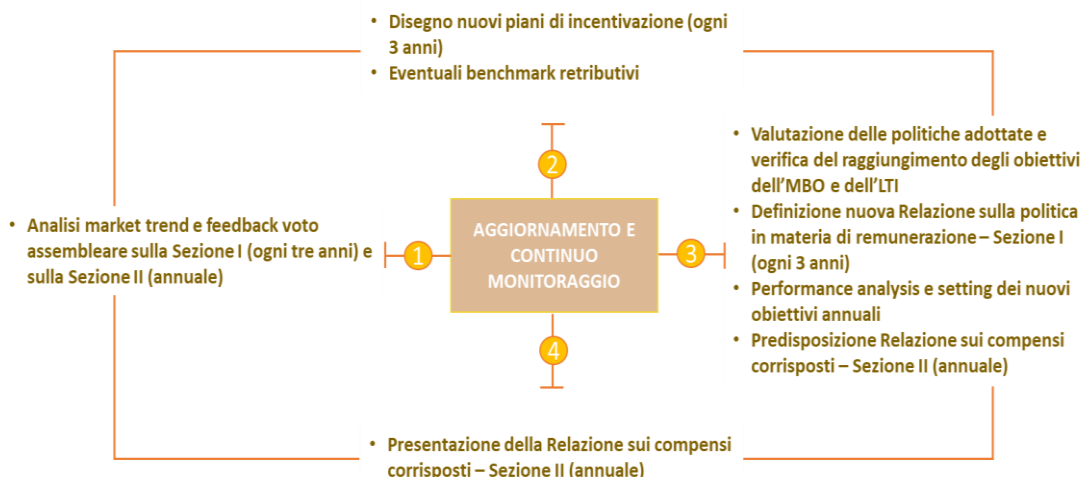 • Disegno nuovi piani di incentivazione (ogni
3 anni)
• Eventuali benchmark retributivi
2
• Analisi market trend e feedback voto
assembleare sulla Sezione I (ogni tre anni) e
sulla Sezione II (annuale)
1
AGGIORNAMENTO E
CONTINUO
MONITORAGGIO
3
• Valutazione delle politiche adottate e
verifica del raggiungimento degli obiettivi
dell'MBO e dell'LTI
• Definizione nuova Relazione sulla politica
in materia di remunerazione – Sezione I
(ogni 3 anni)
• Performance analysis e setting dei nuovi
obiettivi annuali
• Predisposizione Relazione sui compensi
corrisposti – Sezione II (annuale)
4
• Presentazione della Relazione sui compensi
corrisposti – Sezione II (annuale)